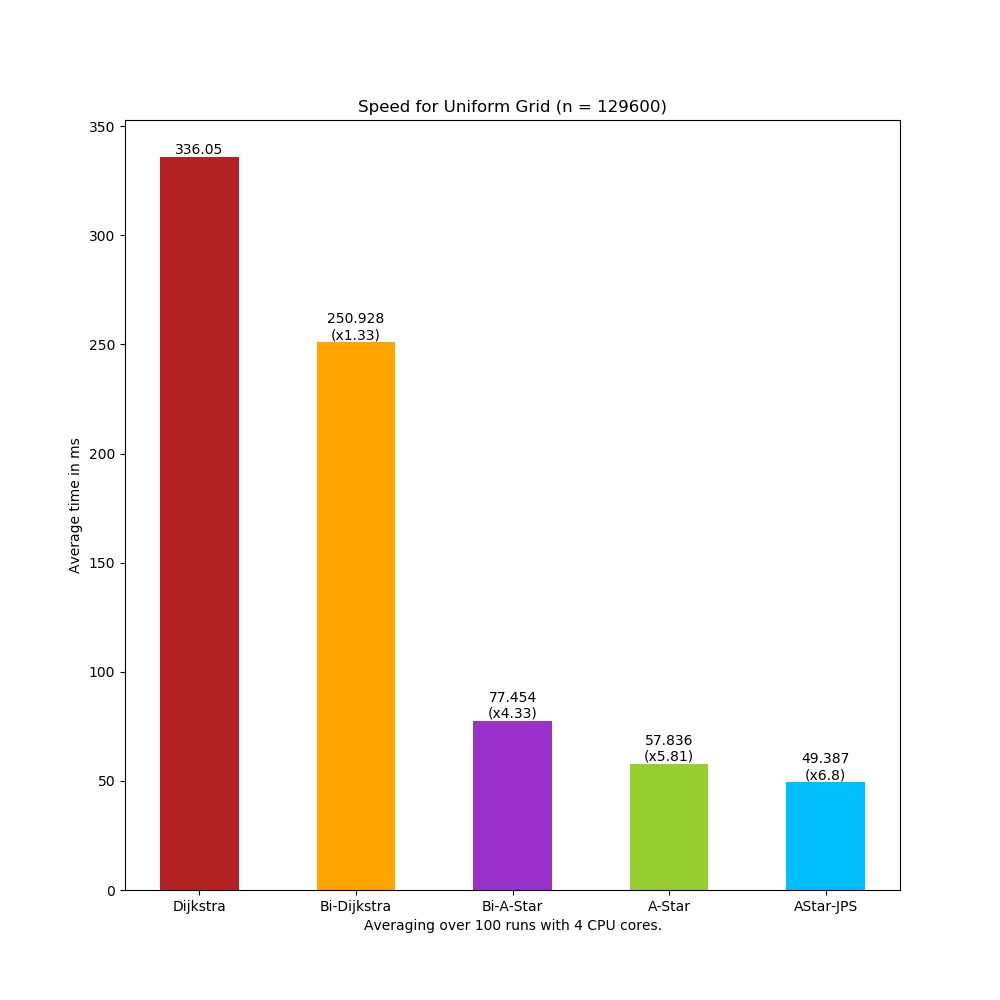 Speed for Uniform Grid (n = 129600)
350
300
250
200
150
100
50
0
Average time in ms
336.05
250.928
(x1.33)
77.454
(x4.33)
57.836
(x5.81)
49.387
(x6.8)
Dijkstra
Bi-Dijkstra
Bi-A-Star
A-Star
AStar-JPS
Averaging over 100 runs with 4 CPU cores.